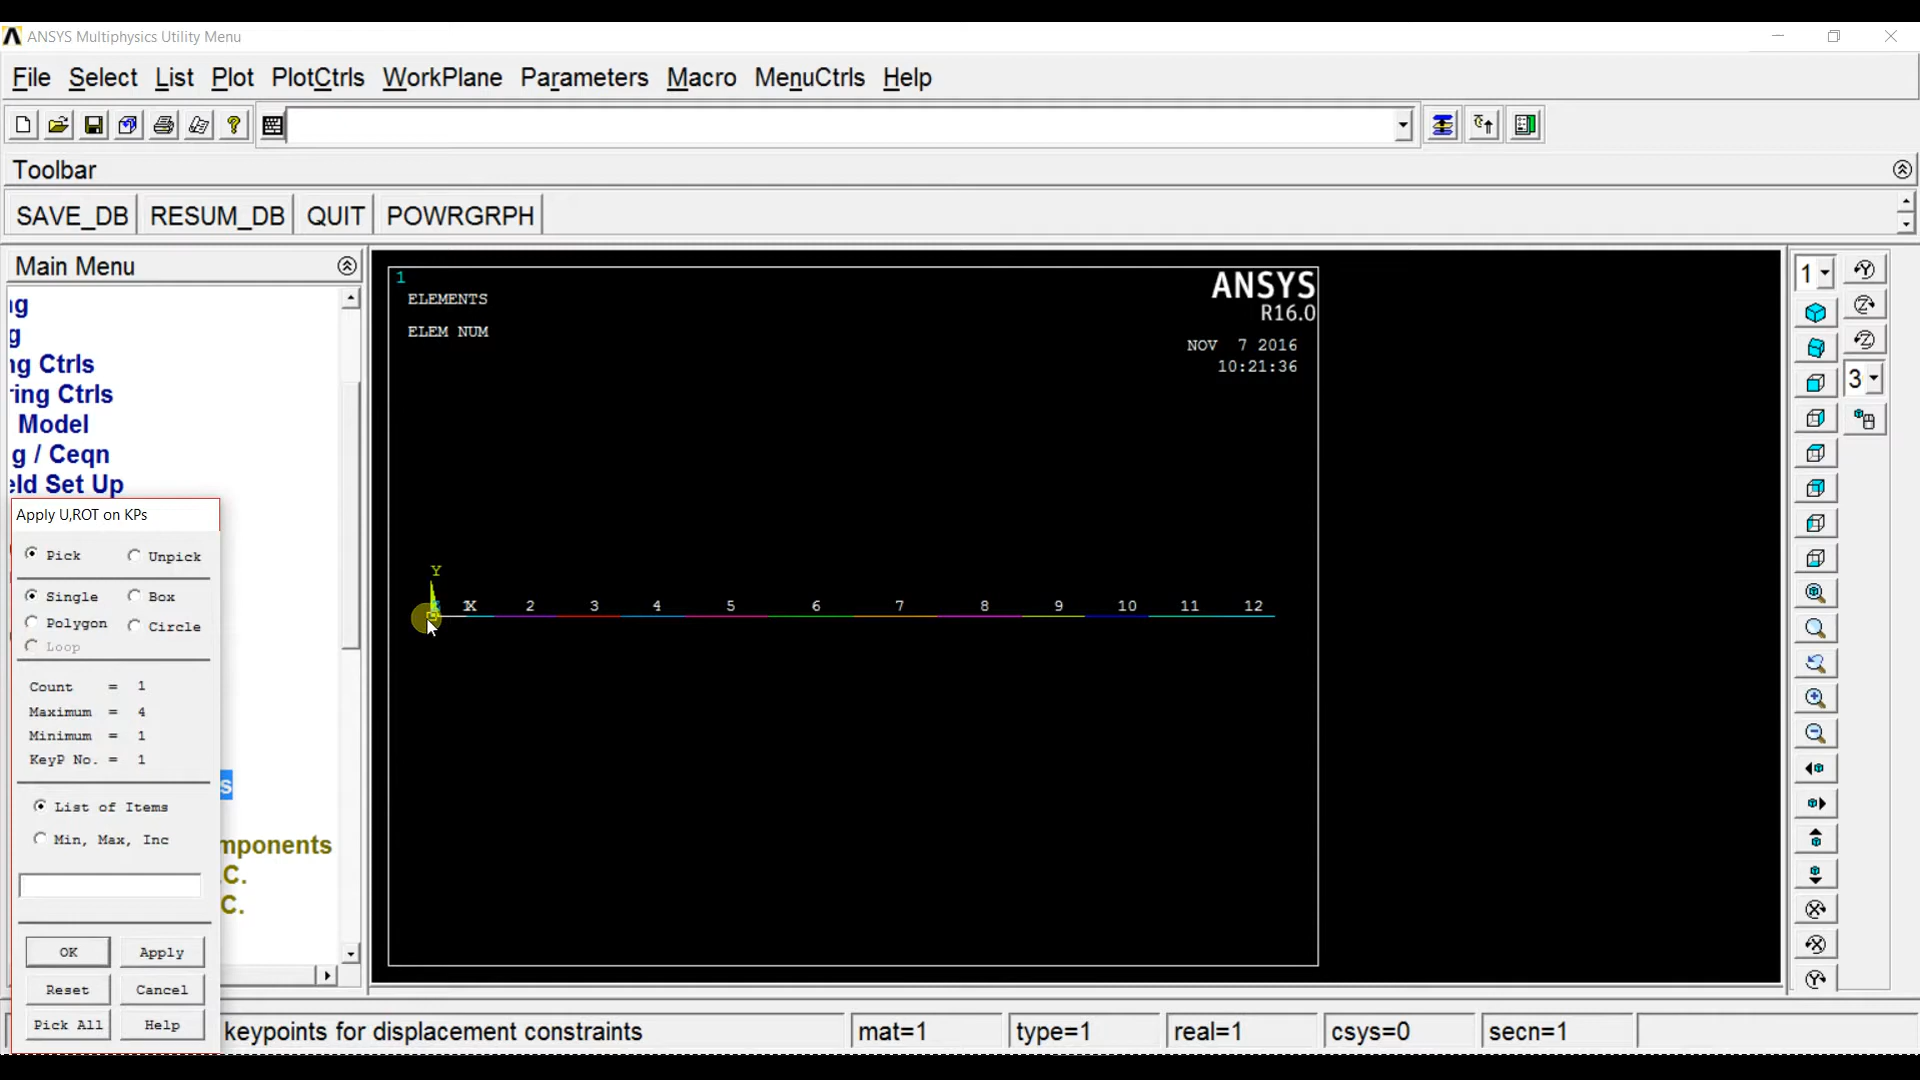 ANSYS Multiphysics Utility Menu
File Select List Plot PlotCtrls WorkPlane Parameters Macro MenuCtrls Help
Toolbar
SAVE_DB RESUM_DB QUIT POWRGRPH
Main Menu
ng
g
ng Ctrls
ring Ctrls
Model
g / Ceqn
eld Set Up
s
mponents
.C.
C.
Apply U,ROT on KPs
Pick Unpick
Single Box
Polygon Circle
Loop
Count = 1
Maximum = 4
Minimum = 1
KeyP No. = 1
List of Items
Min, Max, Inc
OK Apply
Reset Cancel
Pick All Help
1
ELEMENTS
ELEM NUM
ANSYS
R16.0
NOV 7 2016
10:21:36
Y
1 X 2 3 4 5 6 7 8 9 10 11 12
1
3
keypoints for displacement constraints mat=1 type=1 real=1 csys=0 secn=1